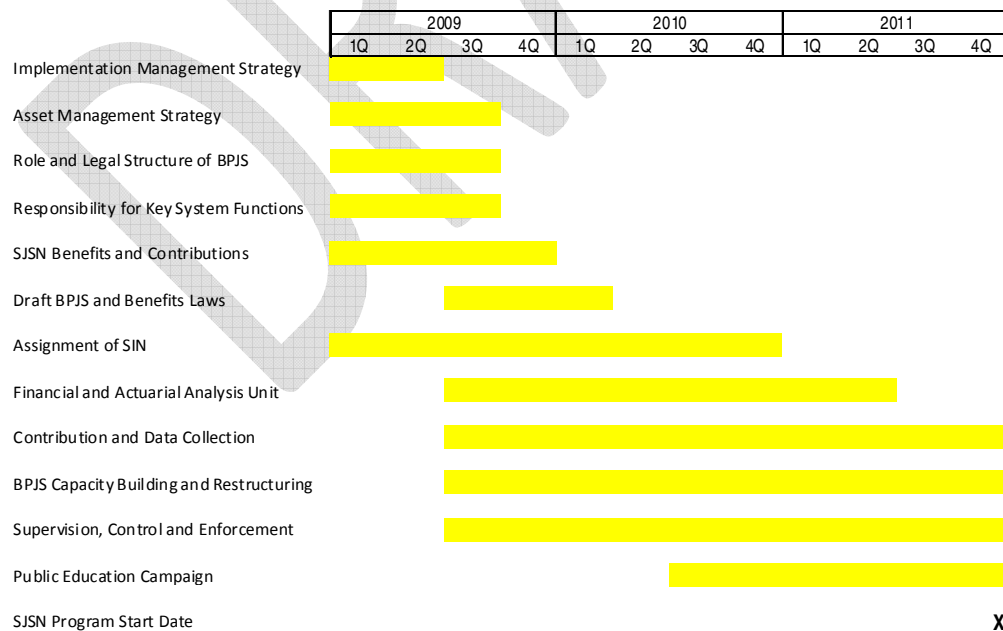 2009 2010 2011
1Q 2Q 3Q 4Q 1Q 2Q 3Q 4Q 1Q 2Q 3Q 4Q
Implementation Management Strategy
Asset Management Strategy
Role and Legal Structure of BPJS
Responsibility for Key System Functions
SJSN Benefits and Contributions
Draft BPJS and Benefits Laws
Assignment of SIN
Financial and Actuarial Analysis Unit
Contribution and Data Collection
BPJS Capacity Building and Restructuring
Supervision, Control and Enforcement
Public Education Campaign
SJSN Program Start Date X